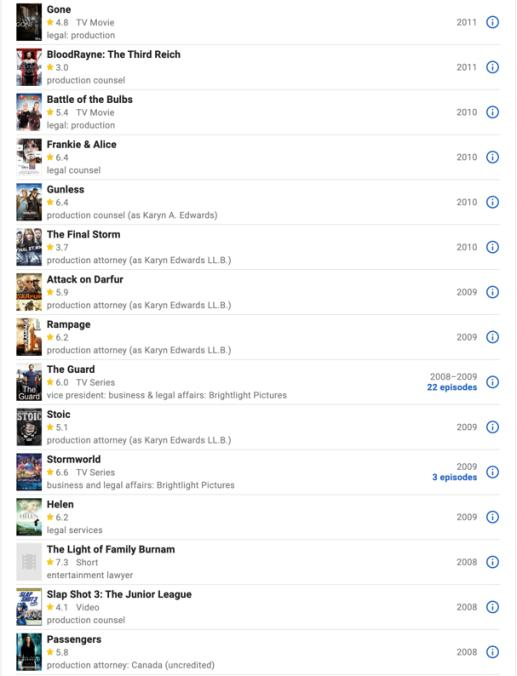 Gone
4.8 TV Movie
2011
legal: production
BloodRayne: The Third Reich
3.0
2011
production counsel
Battle of the Bulbs
5.4 TV Movie
2010
legal: production
Frankie & Alice
6.4
2010
legal counsel
Gunless
6.4
2010
production counsel (as Karyn A. Edwards)
The Final Storm
3.7
2010
production attorney (as Karyn Edwards LL.B.)
Attack on Darfur
5.9
2009
production attorney (as Karyn Edwards LL.B.)
Rampage
6.2
2009
production attorney (as Karyn Edwards LL.B.)
The Guard
6.0 TV Series
2008–2009
22 episodes
vice president: business & legal affairs: Brightlight Pictures
The Guard
Stoic
5.1
2009
production attorney (as Karyn Edwards LL.B.)
STOIC
Stormworld
6.6 TV Series
2009
3 episodes
business and legal affairs: Brightlight Pictures
Helen
6.2
2009
legal services
The Light of Family Burnam
7.3 Short
2008
entertainment lawyer
Slap Shot 3: The Junior League
4.1 Video
2008
production counsel
Passengers
5.8
2008
production attorney: Canada (uncredited)